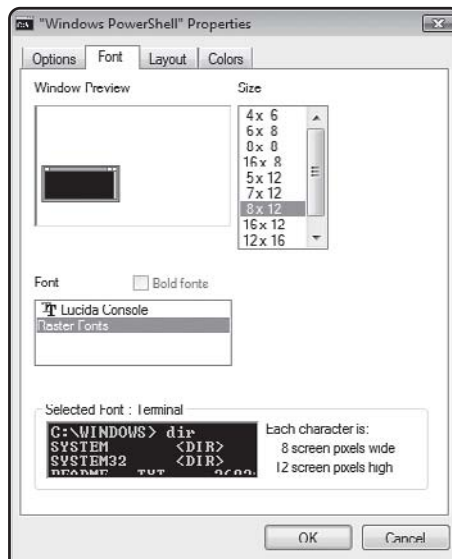 "Windows PowerShell" Properties
Options Font Layout Colors
Window Preview
Size
4 x 6
6 x 8
8 x 8
16 x 8
5 x 12
7 x 12
8 x 12
16 x 12
12 x 16
Font
Bold fonts
Lucida Console
Raster Fonts
Selected Font : Terminal
C:\WINDOWS> dir
SYSTEM <DIR>
SYSTEM32 <DIR>
README TXT
Each character is:
8 screen pixels wide
12 screen pixels high
OK Cancel